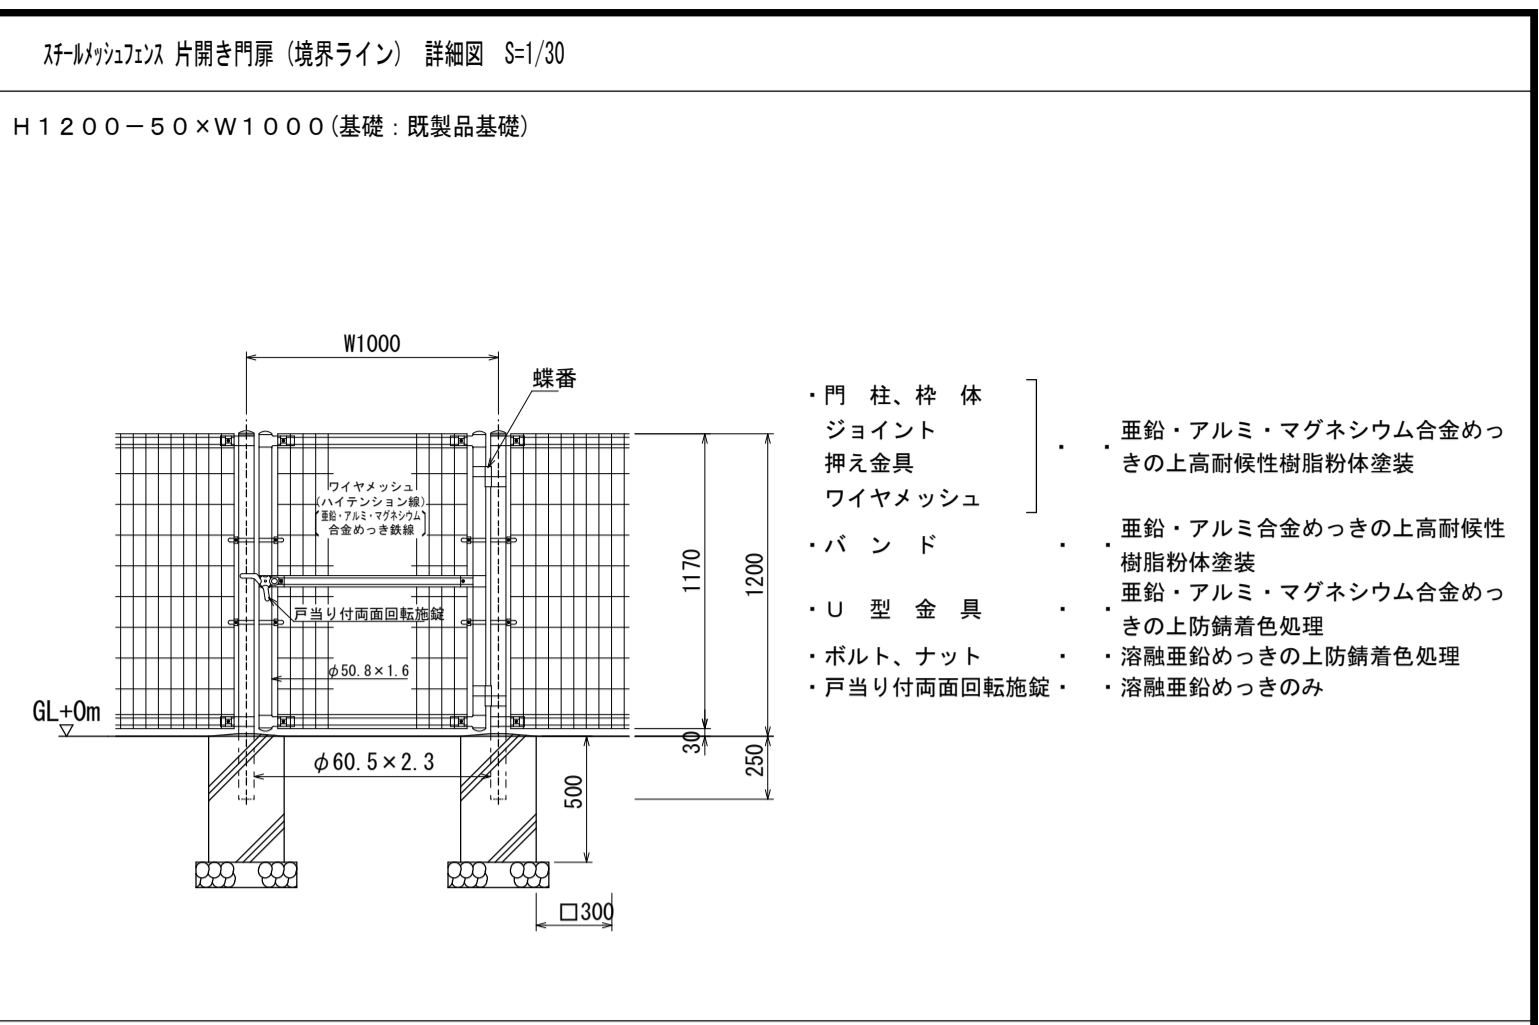 ｽﾁｰﾙﾒｯｼｭﾌｪﾝｽ 片開き門扉（境界ライン） 詳細図 S=1/30
Ｈ１２００－５０×Ｗ１０００(基礎：既製品基礎)
W1000
蝶番
ワイヤメッシュ
(ハイテンション線)
亜鉛・アルミ・マグネシウム
合金めっき鉄線
戸当り付両面回転施錠
φ50.8×1.6
GL+0m
φ60.5×2.3
1170
1200
30
250
500
□300
・門 柱、枠 体
ジョイント
押え金具
ワイヤメッシュ
・ ・亜鉛・アルミ・マグネシウム合金めっ
きの上高耐候性樹脂粉体塗装
・バ ン ド ・ ・亜鉛・アルミ合金めっきの上高耐候性
樹脂粉体塗装
・Ｕ 型 金 具 ・ ・亜鉛・アルミ・マグネシウム合金めっ
きの上防錆着色処理
・ボルト、ナット ・ ・溶融亜鉛めっきの上防錆着色処理
・戸当り付両面回転施錠・ ・溶融亜鉛めっきのみ